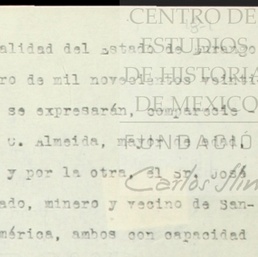 CENTRO DE
ESTUDIOS
DE HISTORIA
DE MEXICO
FUNDACIÓ
Carlos Slim
alidad del Estado de Durango
ro de mil novecientos veinti
se expresarán, comparecie -
U. Almeida, mayor de edad,
y por la otra, el Sr. José
ado, minero y vecino de San-
mérica, ambos con capacidad